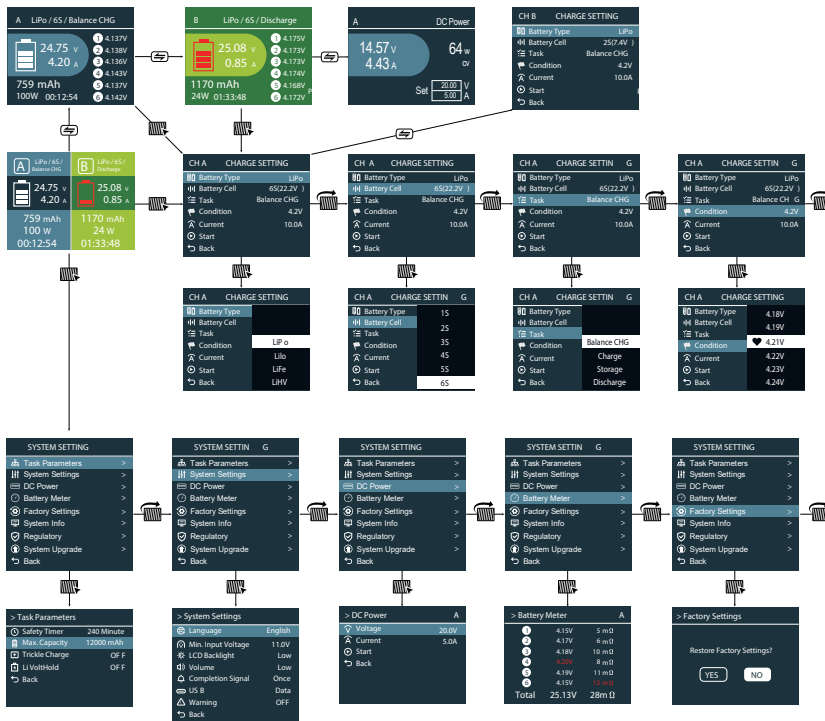 A LiPo / 6S / Balance CHG
24.75 v
4.20 A
759 mAh
100W 00:12:54
1 4.137V
2 4.138V
3 4.136V
4 4.143V
5 4.137V
6 4.142V
B LiPo / 6S / Discharge
25.08 v
0.85 A
1170 mAh
24W 01:33:48
1 4.175V
2 4.173V
3 4.173V
4 4.174V
5 4.168V
6 4.172V
P
A DC Power
14.57 v
4.43 A
64 w
CV
Set 20.00 V
5.00 A
CH B CHARGE SETTING
Battery Type LiPo
Battery Cell 2S(7.4V )
Task Balance CHG
Condition 4.2V
Current 10.0A
Start
Back
A LiPo / 6S /
Balance CHG
24.75 v
4.20 A
759 mAh
100 W
00:12:54
B LiPo / 6S /
Discharge
25.08 v
0.85 A
1170 mAh
24 W
01:33:48
CH A CHARGE SETTING
Battery Type LiPo
Battery Cell 6S(22.2V )
Task Balance CHG
Condition 4.2V
Current 10.0A
Start
Back
CH A CHARGE SETTIN G
Battery Type LiPo
Battery Cell 6S(22.2V )
Task Balance CHG
Condition 4.2V
Current 10.0A
Start
Back
CH A CHARGE SETTIN G
Battery Type LiPo
Battery Cell 6S(22.2V )
Task Balance CHG
Condition 4.2V
Current 10.0A
Start
Back
CH A CHARGE SETTIN G
Battery Type LiPo
Battery Cell 6S(22.2V )
Task Balance CH G
Condition 4.2V
Current 10.0A
Start
Back
CH A CHARGE SETTING
Battery Type
Battery Cell
Task
Condition
Current
Start
Back
LiP o
LiIo
LiFe
LiHV
CH A CHARGE SETTIN G
Battery Type
Battery Cell
Task
Condition
Current
Start
Back
1S
2S
3S
4S
5S
6S
CH A CHARGE SETTIN G
Battery Type
Battery Cell
Task
Condition
Current
Start
Back
Balance CHG
Charge
Storage
Discharge
CH A CHARGE SETTING
Battery Type
Battery Cell
Task
Condition
Current
Start
Back
4.18V
4.19V
4.21V
4.22V
4.23V
4.24V
SYSTEM SETTING
Task Parameters >
System Settings >
DC Power >
Battery Meter >
Factory Settings >
System Info >
Regulatory >
System Upgrade >
Back
SYSTEM SETTIN G
Task Parameters >
System Settings >
DC Power >
Battery Meter >
Factory Settings >
System Info >
Regulatory >
System Upgrade >
Back
SYSTEM SETTING
Task Parameters >
System Settings >
DC Power >
Battery Meter >
Factory Settings >
System Info >
Regulatory >
System Upgrade >
Back
SYSTEM SETTIN G
Task Parameters >
System Settings >
DC Power >
Battery Meter >
Factory Settings >
System Info >
Regulatory >
System Upgrade >
Back
SYSTEM SETTING
Task Parameters >
System Settings >
DC Power >
Battery Meter >
Factory Settings >
System Info >
Regulatory >
System Upgrade >
Back
> Task Parameters
Safety Timer 240 Minute
Max. Capacity 12000 mAh
Trickle Charge OF F
Li VoltHold OF F
Back
> System Settings
Language English
Min. Input Voltage 11.0V
LCD Backlight Low
Volume Low
Completion Signal Once
US B Data
Warning OFF
Back
> DC Power A
Voltage 20.0V
Current 5.0A
Start
Back
> Battery Meter A
1 4.15V 5 mΩ
2 4.17V 6 mΩ
3 4.18V 10 mΩ
4 4.20V 8 mΩ
5 4.19V 11 mΩ
6 4.15V 12 mΩ
Total 25.13V 28m Ω
> Factory Settings
Restore Factory Settings?
YES NO